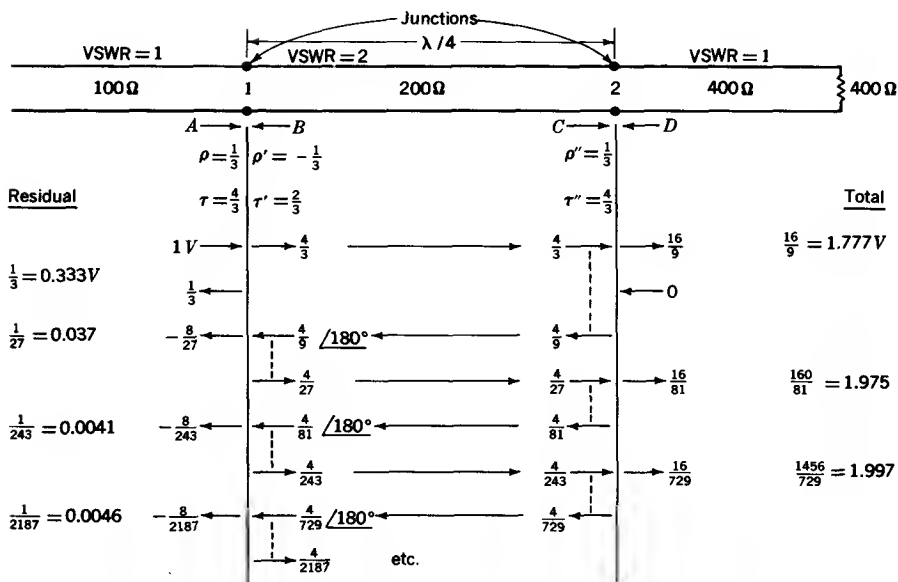 Junctions
λ/4
VSWR = 1 VSWR = 2 VSWR = 1
100Ω 1 200Ω 2 400Ω 400Ω
A B C D
ρ = 1/3 ρ' = - 1/3 ρ'' = 1/3
Residual τ = 4/3 τ' = 2/3 τ'' = 4/3 Total
1V 4/3 4/3 16/9 16/9 = 1.777V
1/3 = 0.333V 1/3 0
1/27 = 0.037 - 8/27 4/9 /180° 4/9
4/27 4/27 16/81 160/81 = 1.975
1/243 = 0.0041 - 8/243 4/81 /180° 4/81
4/243 4/243 16/729 1456/729 = 1.997
1/2187 = 0.0046 - 8/2187 4/729 /180° 4/729
4/2187 etc.